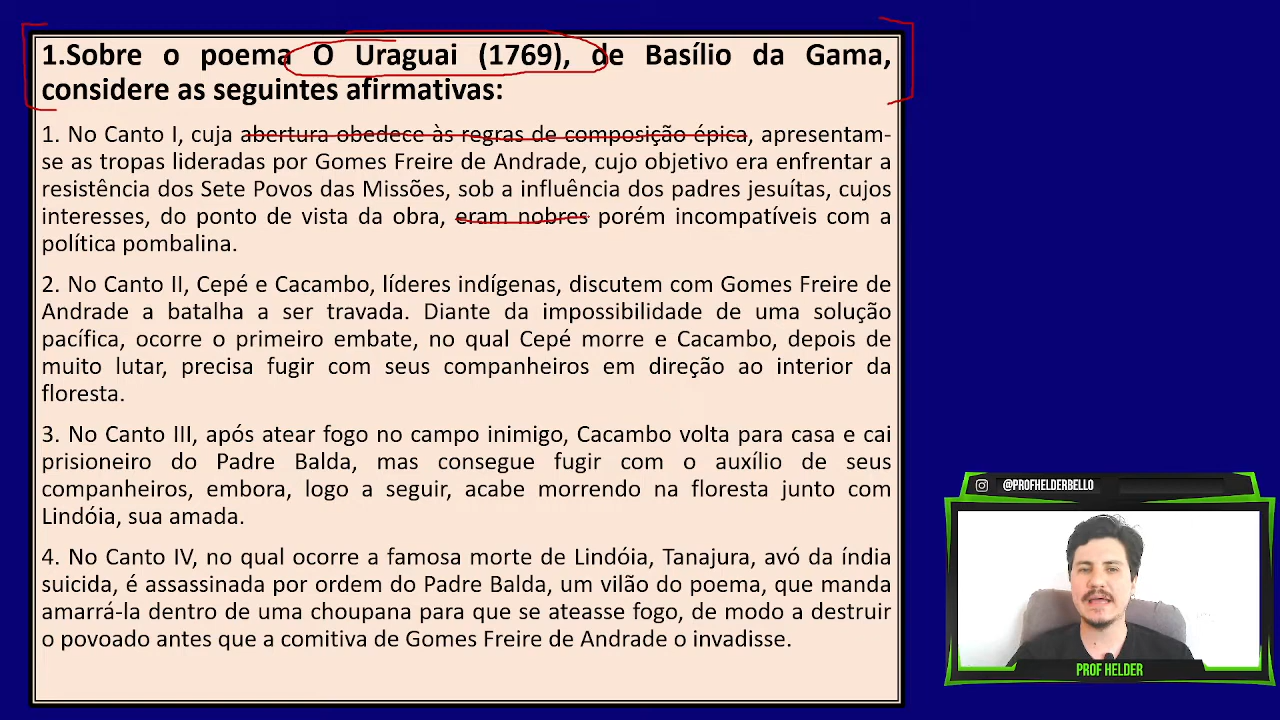 1.Sobre o poema O Uraguai (1769), de Basílio da Gama,
considere as seguintes afirmativas:
1. No Canto I, cuja abertura obedece às regras de composição épica, apresentam-
se as tropas lideradas por Gomes Freire de Andrade, cujo objetivo era enfrentar a
resistência dos Sete Povos das Missões, sob a influência dos padres jesuítas, cujos
interesses, do ponto de vista da obra, eram nobres porém incompatíveis com a
política pombalina.
2. No Canto II, Cepé e Cacambo, líderes indígenas, discutem com Gomes Freire de
Andrade a batalha a ser travada. Diante da impossibilidade de uma solução
pacífica, ocorre o primeiro embate, no qual Cepé morre e Cacambo, depois de
muito lutar, precisa fugir com seus companheiros em direção ao interior da
floresta.
3. No Canto III, após atear fogo no campo inimigo, Cacambo volta para casa e cai
prisioneiro do Padre Balda, mas consegue fugir com o auxílio de seus
companheiros, embora, logo a seguir, acabe morrendo na floresta junto com
Lindóia, sua amada.
4. No Canto IV, no qual ocorre a famosa morte de Lindóia, Tanajura, avó da índia
suicida, é assassinada por ordem do Padre Balda, um vilão do poema, que manda
amarrá-la dentro de uma choupana para que se ateasse fogo, de modo a destruir
o povoado antes que a comitiva de Gomes Freire de Andrade o invadisse.
@PROFHELDERBELLO
PROF HELDER